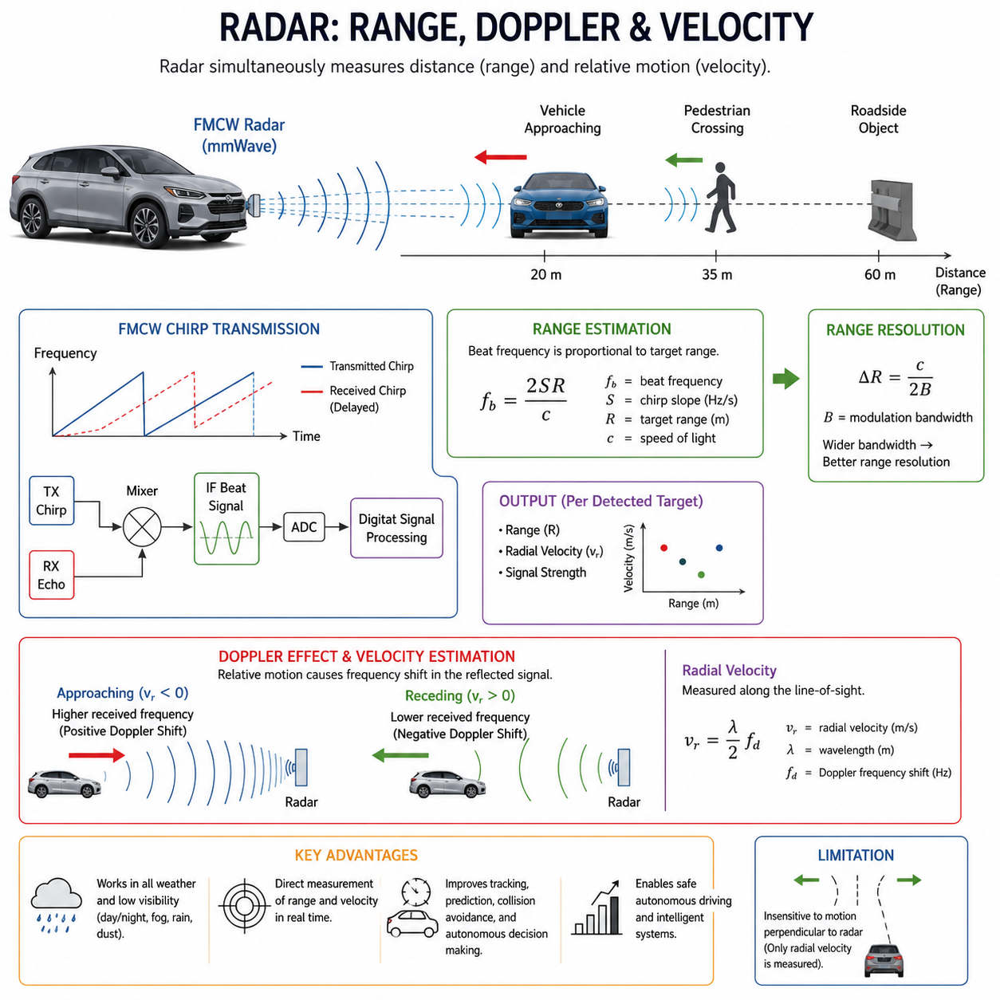 RADAR: RANGE, DOPPLER & VELOCITY
Radar simultaneously measures distance (range) and relative motion (velocity).
FMCW Radar
(mmWave)
Vehicle
Approaching
Pedestrian
Crossing
Roadside
Object
20 m
35 m
60 m
Distance
(Range)
FMCW CHIRP TRANSMISSION
Frequency
Transmitted Chirp
Received Chirp
(Delayed)
Time
TX
Chirp
Mixer
IF Beat
Signal
ADC
Digitat Signal
Processing
RX
Echo
RANGE ESTIMATION
Beat frequency is proportional to target range.
f_b = 2SR / c
f_b = beat frequency
S = chirp slope (Hz/s)
R = target range (m)
c = speed of light
RANGE RESOLUTION
ΔR = c / 2B
B = modulation bandwidth
Wider bandwidth →
Better range resolution
OUTPUT (Per Detected Target)
• Range (R)
• Radial Velocity (v_r)
• Signal Strength
Velocity (m/s)
Range (m)
DOPPLER EFFECT & VELOCITY ESTIMATION
Relative motion causes frequency shift in the reflected signal.
Approaching (v_r < 0)
Higher received frequency
(Positive Doppler Shift)
Radar
Receding (v_r > 0)
Lower received frequency
(Negative Doppler Shift)
Radar
Radial Velocity
Measured along the line-of-sight.
v_r = λ / 2 f_d
v_r = radial velocity (m/s)
λ = wavelength (m)
f_d = Doppler frequency shift (Hz)
KEY ADVANTAGES
Works in all weather
and low visibility
(day/night, fog, rain,
dust).
Direct measurement
of range and velocity
in real time.
Improves tracking,
prediction, collision
avoidance, and
autonomous decision
making.
Enables safe
autonomous driving
and intelligent
systems.
LIMITATION
Insensitive to motion
perpendicular to radar
(Only radial velocity
is measured).